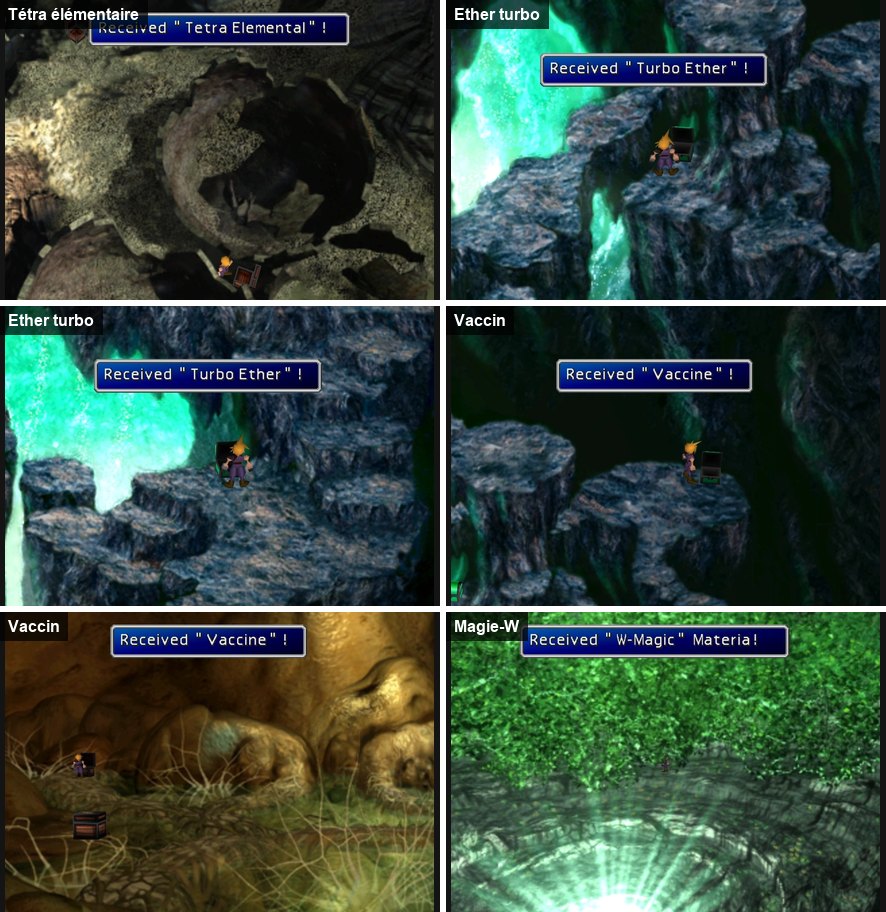 Tétra élémentaire
Received "Tetra Elemental"!
Ether turbo
Received "Turbo Ether"!
Ether turbo
Received "Turbo Ether"!
Vaccin
Received "Vaccine"!
Vaccin
Received "Vaccine"!
Magie-W
Received "W-Magic" Materia!